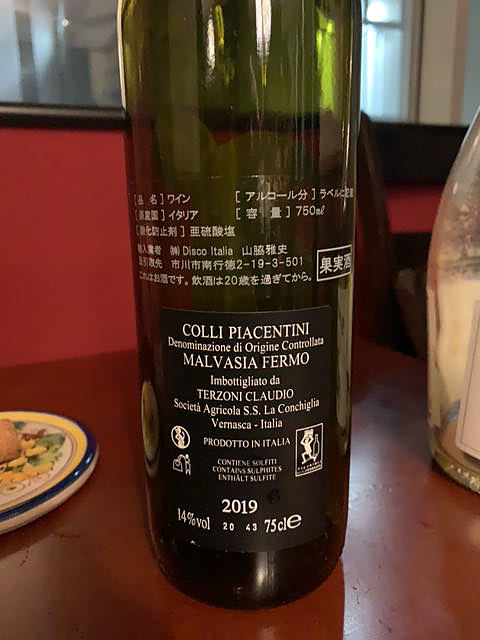 [品 名] ワイン [アルコール分] ラベルに記載
[原産国] イタリア [容 量] 750mℓ
[酸化防止剤] 亜硫酸塩
輸入業者 ㈱Disco Italia 山脇雅史
及引取先 市川市南行徳2-19-3-501
これはお酒です。飲酒は20歳を過ぎてから。
果実酒
COLLI PIACENTINI
Denominazione di Origine Controllata
MALVASIA FERMO
Imbottigliato da
TERZONI CLAUDIO
Società Agricola S.S. La Conchiglia
Vernasca - Italia
PRODOTTO IN ITALIA
CONTIENE SOLFITI
CONTAINS SULPHITES
ENTHÄLT SULFITE
2019
14%vol 20 43 75cl e